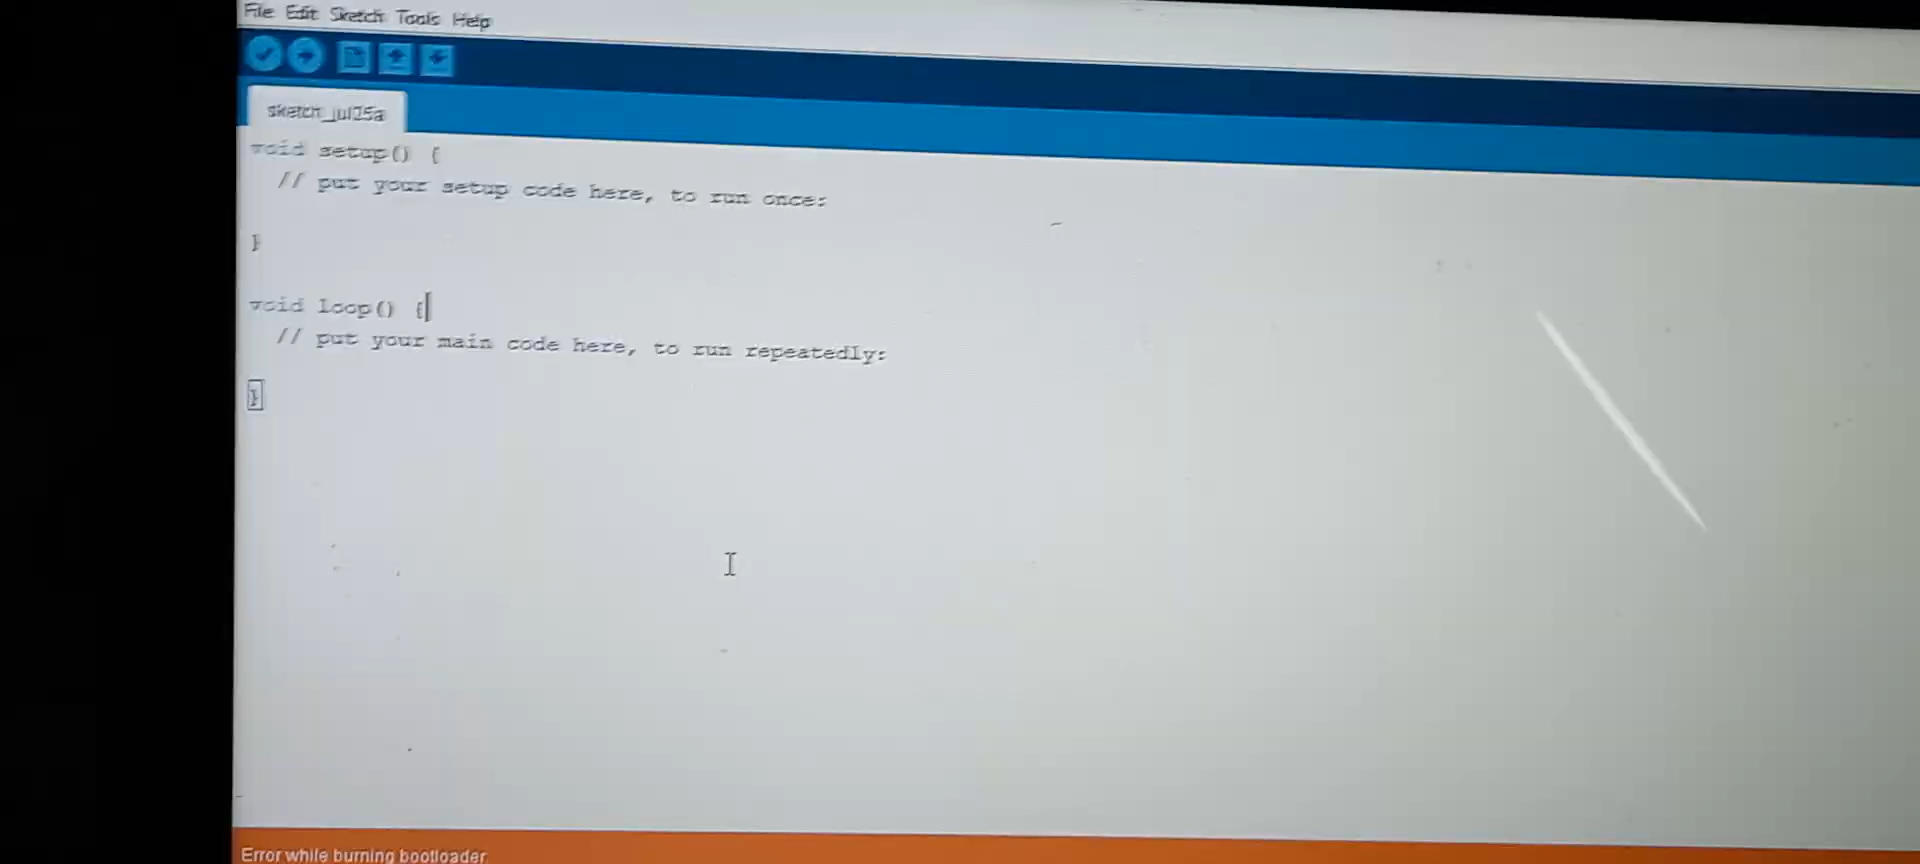 File Edit Sketch Tools Help
sketch_jul25a
void setup() {
// put your setup code here, to run once:
}
void loop() {
// put your main code here, to run repeatedly:
}
Error while burning bootloader.